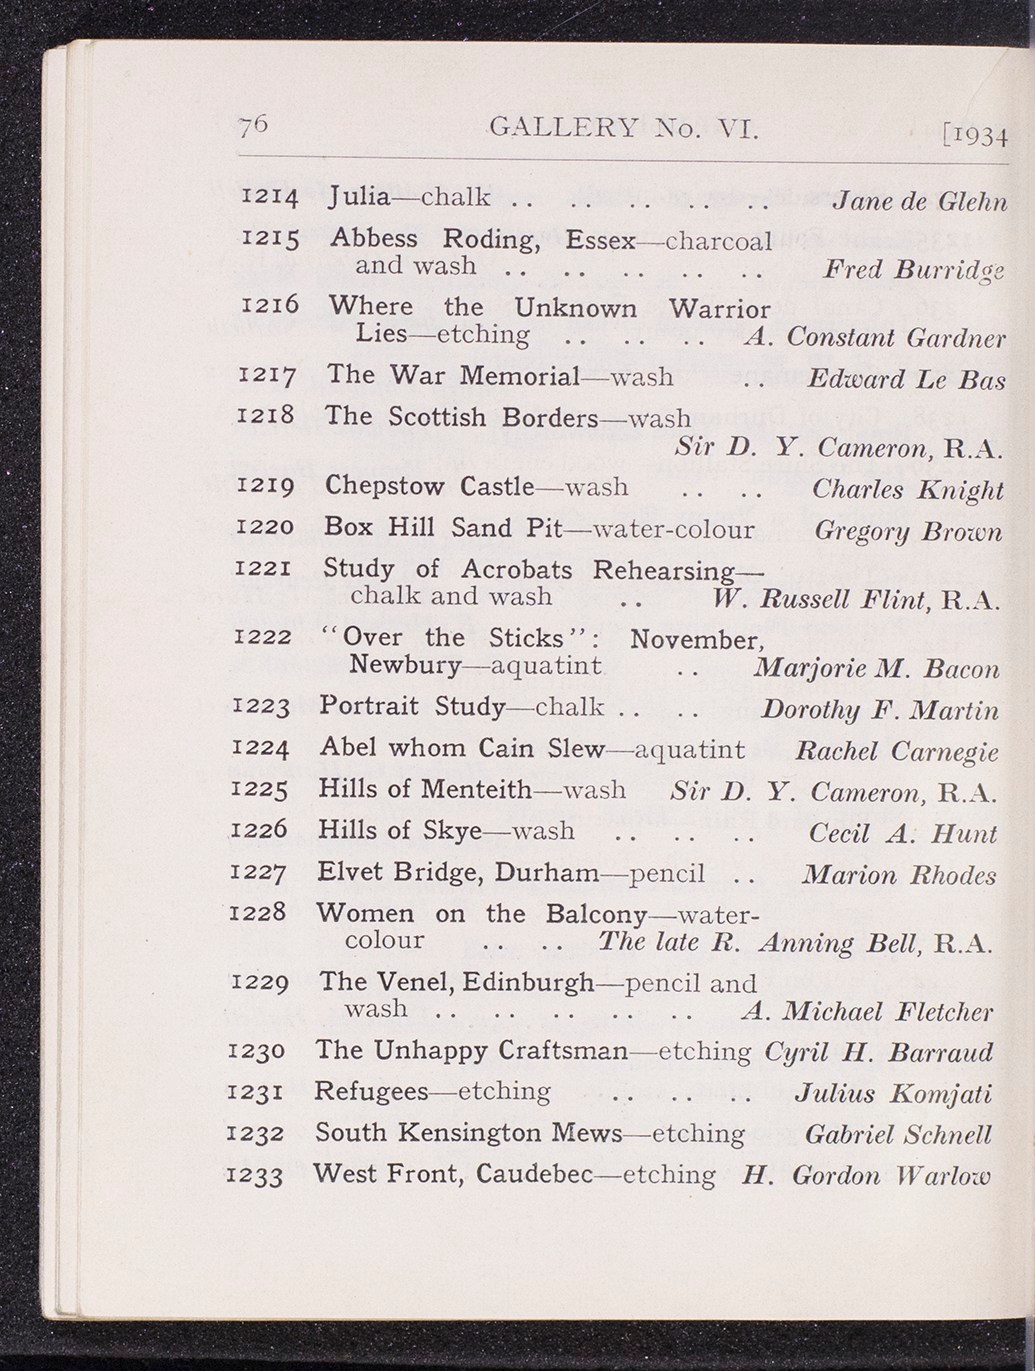 76 GALLERY No. VI. [1934
1214 Julia—chalk .. .. .. .. .. Jane de Glehn
1215 Abbess Roding, Essex—charcoal
and wash .. .. .. .. .. Fred Burridge
1216 Where the Unknown Warrior
Lies—etching .. .. .. A. Constant Gardner
1217 The War Memorial—wash .. Edward Le Bas
1218 The Scottish Borders—wash
Sir D. Y. Cameron, R.A.
1219 Chepstow Castle—wash .. .. Charles Knight
1220 Box Hill Sand Pit—water-colour Gregory Brown
1221 Study of Acrobats Rehearsing—
chalk and wash .. W. Russell Flint, R.A.
1222 “Over the Sticks”: November,
Newbury—aquatint .. Marjorie M. Bacon
1223 Portrait Study—chalk .. .. Dorothy F. Martin
1224 Abel whom Cain Slew—aquatint Rachel Carnegie
1225 Hills of Menteith—wash Sir D. Y. Cameron, R.A.
1226 Hills of Skye—wash .. .. .. Cecil A. Hunt
1227 Elvet Bridge, Durham—pencil .. Marion Rhodes
1228 Women on the Balcony—water-
colour .. .. The late R. Anning Bell, R.A.
1229 The Venel, Edinburgh—pencil and
wash .. .. .. .. .. A. Michael Fletcher
1230 The Unhappy Craftsman—etching Cyril H. Barraud
1231 Refugees—etching .. .. .. Julius Komjati
1232 South Kensington Mews—etching Gabriel Schnell
1233 West Front, Caudebec—etching H. Gordon Warlow